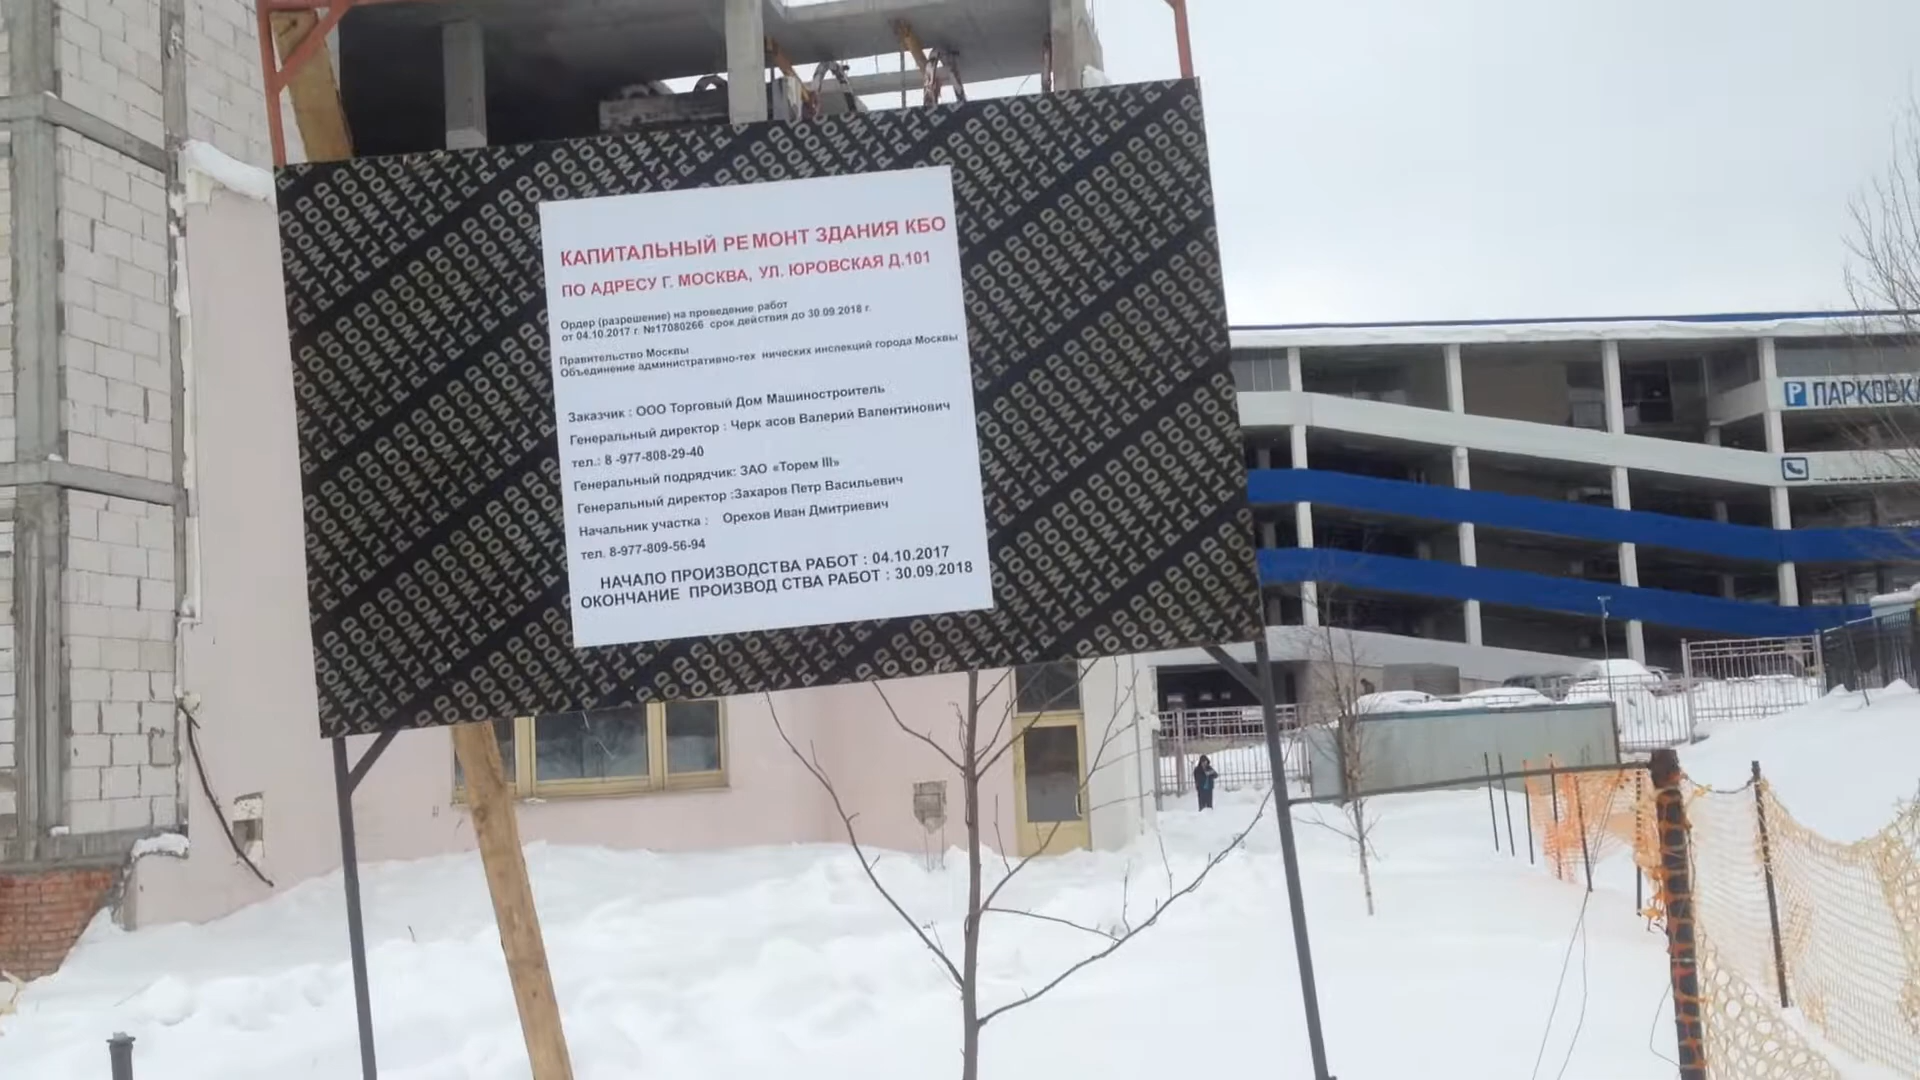 КАПИТАЛЬНЫЙ РЕМОНТ ЗДАНИЯ КБО
ПО АДРЕСУ Г. МОСКВА, УЛ. ЮРОВСКАЯ Д.101
Ордер (разрешение) на проведение работ
от 04.10.2017 г. №17080266 срок действия до 30.09.2018 г.
Правительство Москвы
Объединение административно-тех нических инспекций города Москвы
Заказчик : ООО Торговый Дом Машиностроитель
Генеральный директор : Черк асов Валерий Валентинович
тел.: 8 -977-808-29-40
Генеральный подрядчик: ЗАО «Торем III»
Генеральный директор :Захаров Петр Васильевич
Начальник участка : Орехов Иван Дмитриевич
тел. 8-977-809-56-94
НАЧАЛО ПРОИЗВОДСТВА РАБОТ : 04.10.2017
ОКОНЧАНИЕ ПРОИЗВОД СТВА РАБОТ : 30.09.2018
PLYWOOD
P ПАРКОВКА